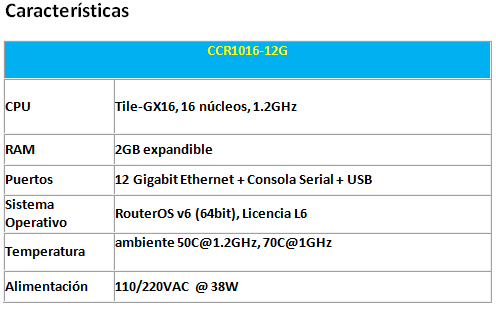 Características
CCR1016-12G
CPU
Tile-GX16, 16 núcleos, 1.2GHz
RAM
2GB expandible
Puertos
12 Gigabit Ethernet + Consola Serial + USB
Sistema
Operativo
RouterOS v6 (64bit), Licencia L6
Temperatura
ambiente 50C@1.2GHz, 70C@1GHz
Alimentación
110/220VAC @ 38W